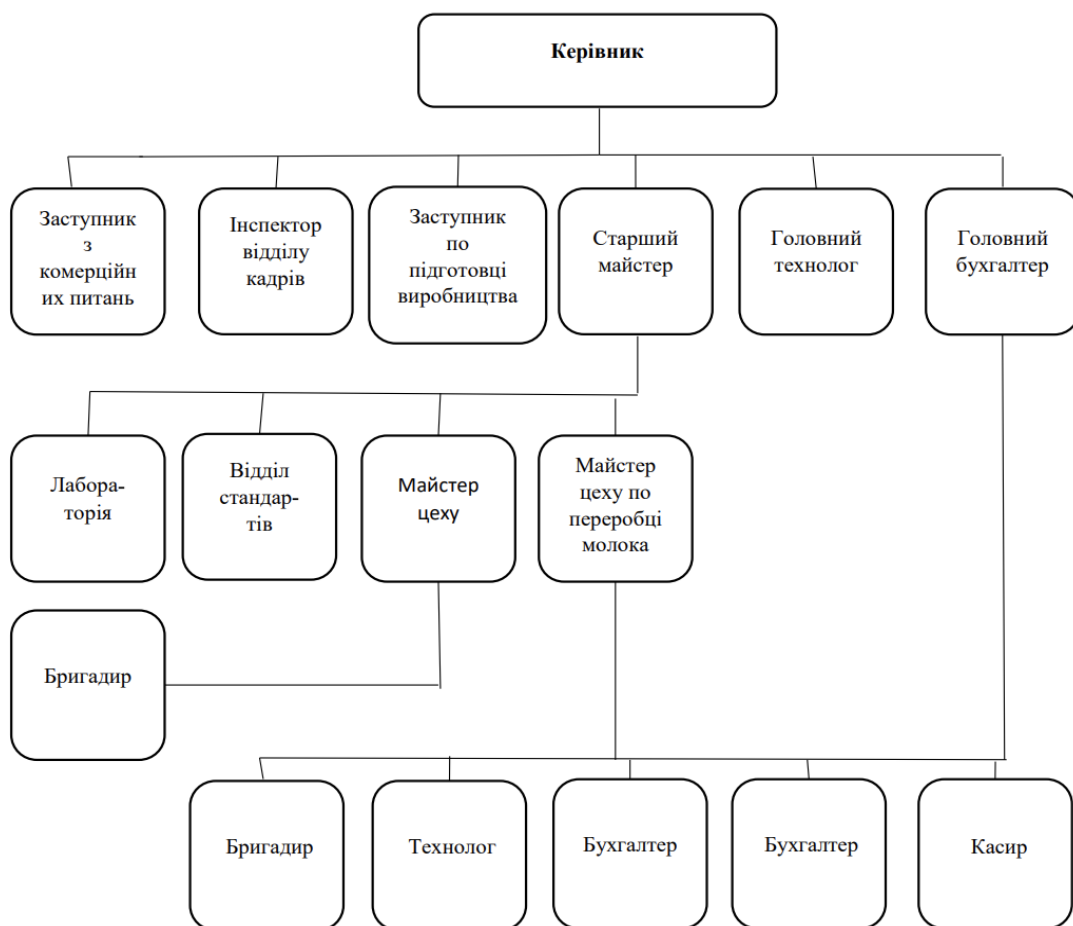 Керівник
Заступник
з
комерційн
их питань
Інспектор
відділу
кадрів
Заступник
по
підготовці
виробництва
Старший
майстер
Головний
технолог
Головний
бухгалтер
Лабора-
торія
Відділ
стандар-
тів
Майстер
цеху
Майстер
цеху по
переробці
молока
Бригадир
Бригадир
Технолог
Бухгалтер
Бухгалтер
Касир